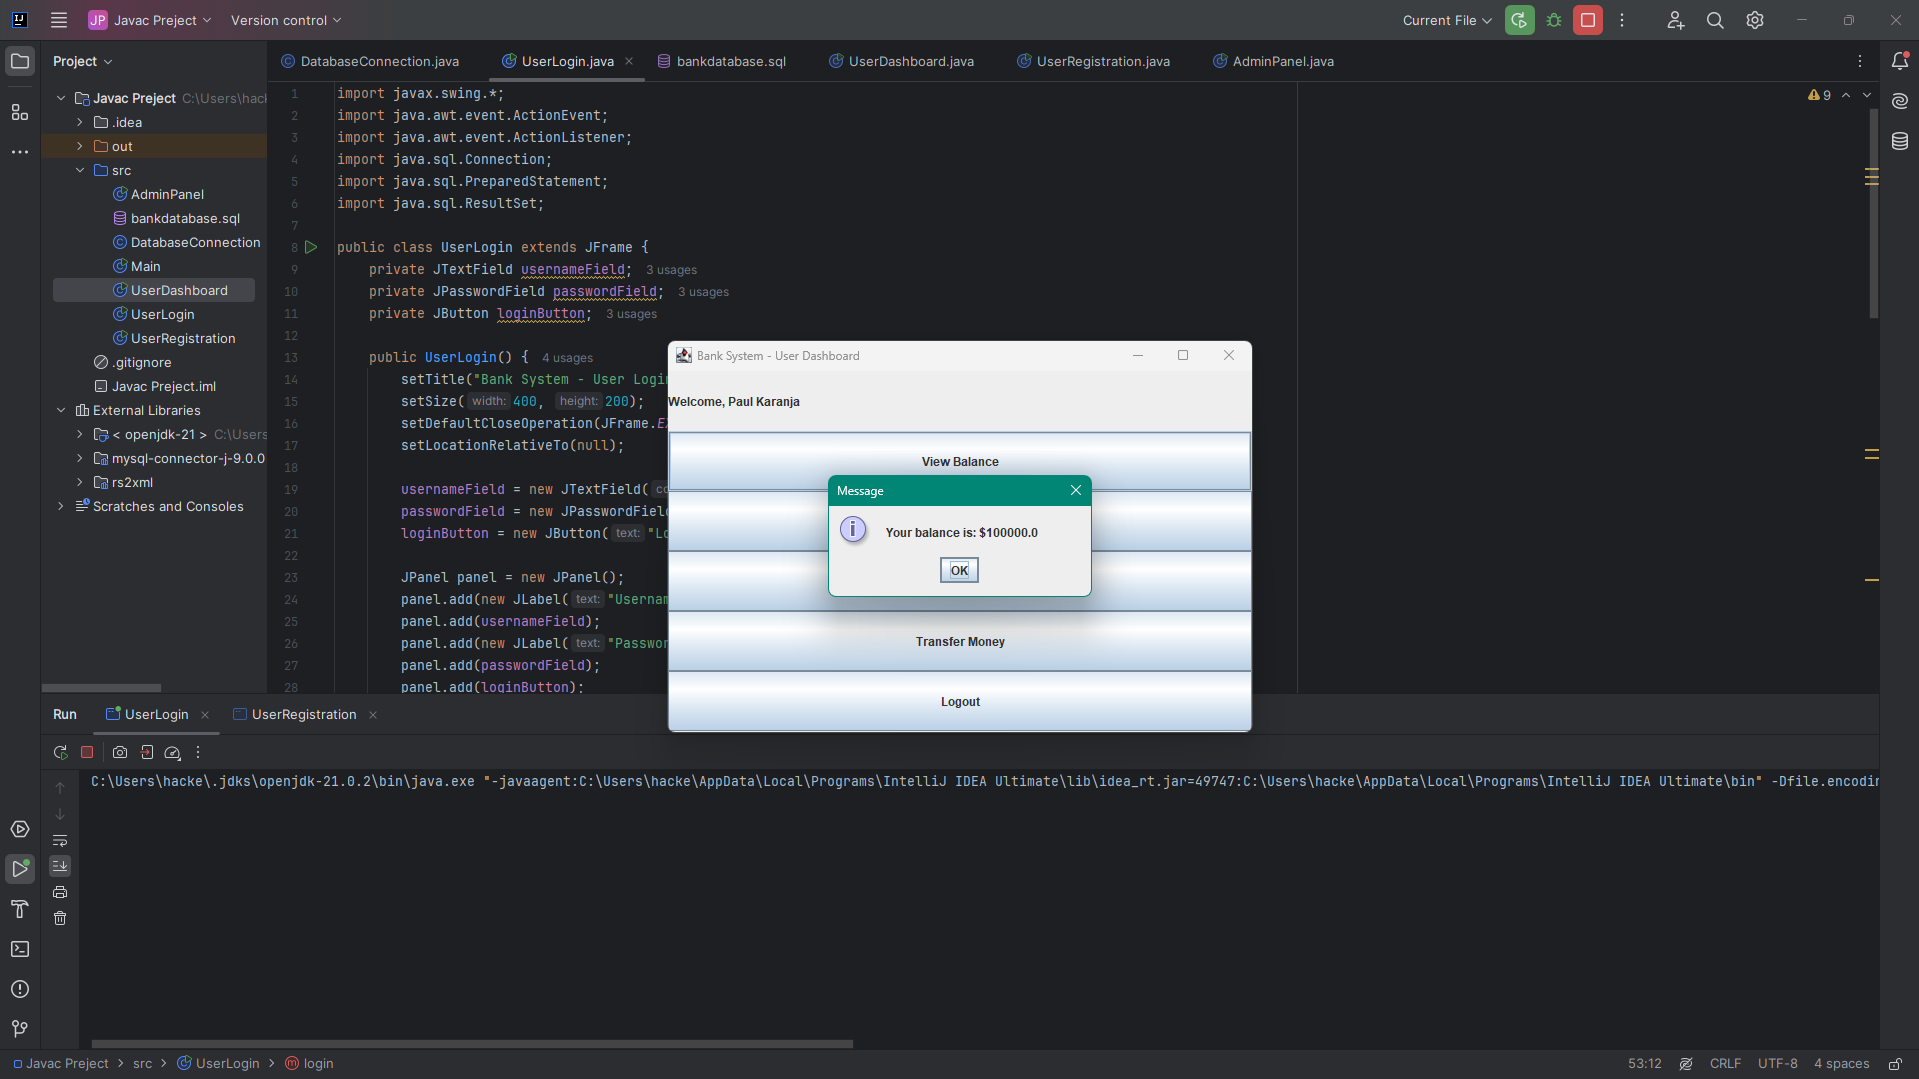 JP Javac Preject Version control Current File
Project
DatabaseConnection.java UserLogin.java bankdatabase.sql UserDashboard.java UserRegistration.java AdminPanel.java
Javac Preject C:\Users\hack
.idea
out
src
AdminPanel
bankdatabase.sql
DatabaseConnection
Main
UserDashboard
UserLogin
UserRegistration
.gitignore
Javac Preject.iml
External Libraries
< openjdk-21 > C:\Users
mysql-connector-j-9.0.0
rs2xml
Scratches and Consoles
9
1 import javax.swing.*;
2 import java.awt.event.ActionEvent;
3 import java.awt.event.ActionListener;
4 import java.sql.Connection;
5 import java.sql.PreparedStatement;
6 import java.sql.ResultSet;
7
8 public class UserLogin extends JFrame {
9 private JTextField usernameField; 3 usages
10 private JPasswordField passwordField; 3 usages
11 private JButton loginButton; 3 usages
12
13 public UserLogin() { 4 usages
14 setTitle("Bank System - User Login
15 setSize( width: 400, height: 200);
16 setDefaultCloseOperation(JFrame.EX
17 setLocationRelativeTo(null);
18
19 usernameField = new JTextField( co
20 passwordField = new JPasswordField
21 loginButton = new JButton( text: "Lo
22
23 JPanel panel = new JPanel();
24 panel.add(new JLabel( text: "Usernam
25 panel.add(usernameField);
26 panel.add(new JLabel( text: "Passwor
27 panel.add(passwordField);
28 panel.add(loginButton);
Bank System - User Dashboard
Welcome, Paul Karanja
View Balance
Message
Your balance is: $100000.0
OK
Transfer Money
Logout
Run UserLogin UserRegistration
C:\Users\hacke\.jdks\openjdk-21.0.2\bin\java.exe "-javaagent:C:\Users\hacke\AppData\Local\Programs\IntelliJ IDEA Ultimate\lib\idea_rt.jar=49747:C:\Users\hacke\AppData\Local\Programs\IntelliJ IDEA Ultimate\bin" -Dfile.encodin
Javac Preject > src > UserLogin > login 53:12 CRLF UTF-8 4 spaces